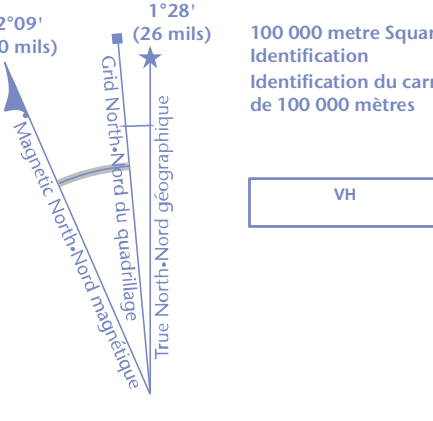 2°09'
0 mils)
1°28'
(26 mils)
Magnetic North•Nord magnétique
Grid North•Nord du quadrillage
True North•Nord géographique
100 000 metre Squar
Identification
Identification du carr
de 100 000 mètres
VH